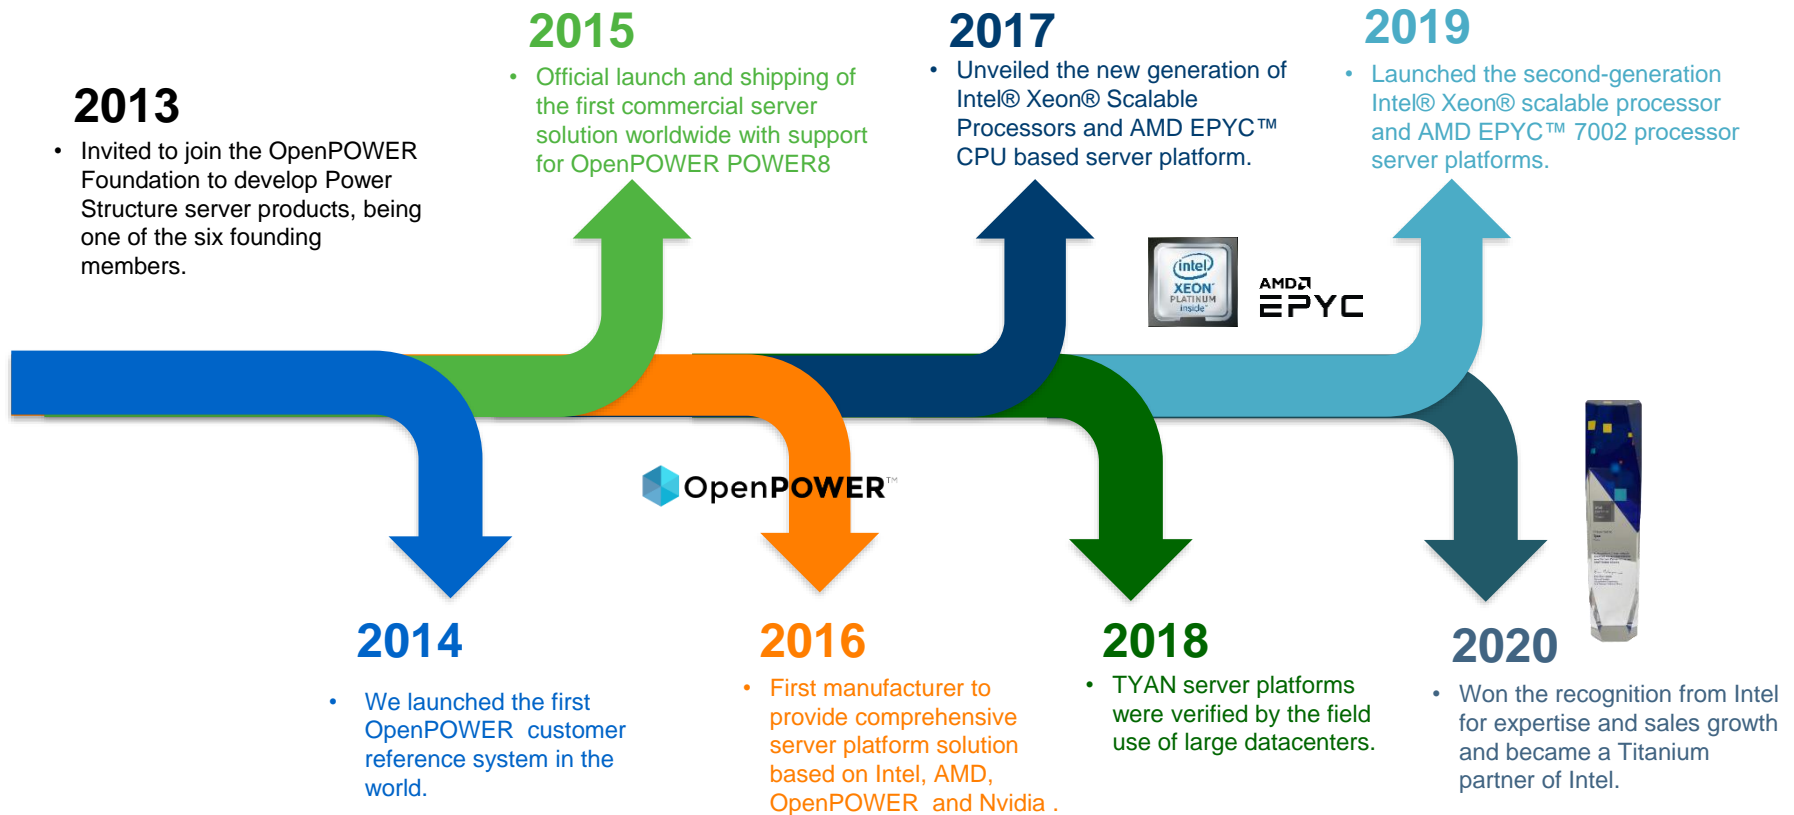 2013
• Invited to join the OpenPOWER
Foundation to develop Power
Structure server products, being
one of the six founding
members.
2015
• Official launch and shipping of
the first commercial server
solution worldwide with support
for OpenPOWER POWER8
2017
• Unveiled the new generation of
Intel® Xeon® Scalable
Processors and AMD EPYC™
CPU based server platform.
2019
• Launched the second-generation
Intel® Xeon® scalable processor
and AMD EPYC™ 7002 processor
server platforms.
intel
XEON
PLATINUM
inside
AMD
EPYC
OpenPOWER™
2014
• We launched the first
OpenPOWER  customer
reference system in the
world.
2016
• First manufacturer to
provide comprehensive
server platform solution
based on Intel, AMD,
OpenPOWER  and Nvidia .
2018
• TYAN server platforms
were verified by the field
use of large datacenters.
2020
• Won the recognition from Intel
for expertise and sales growth
and became a Titanium
partner of Intel.